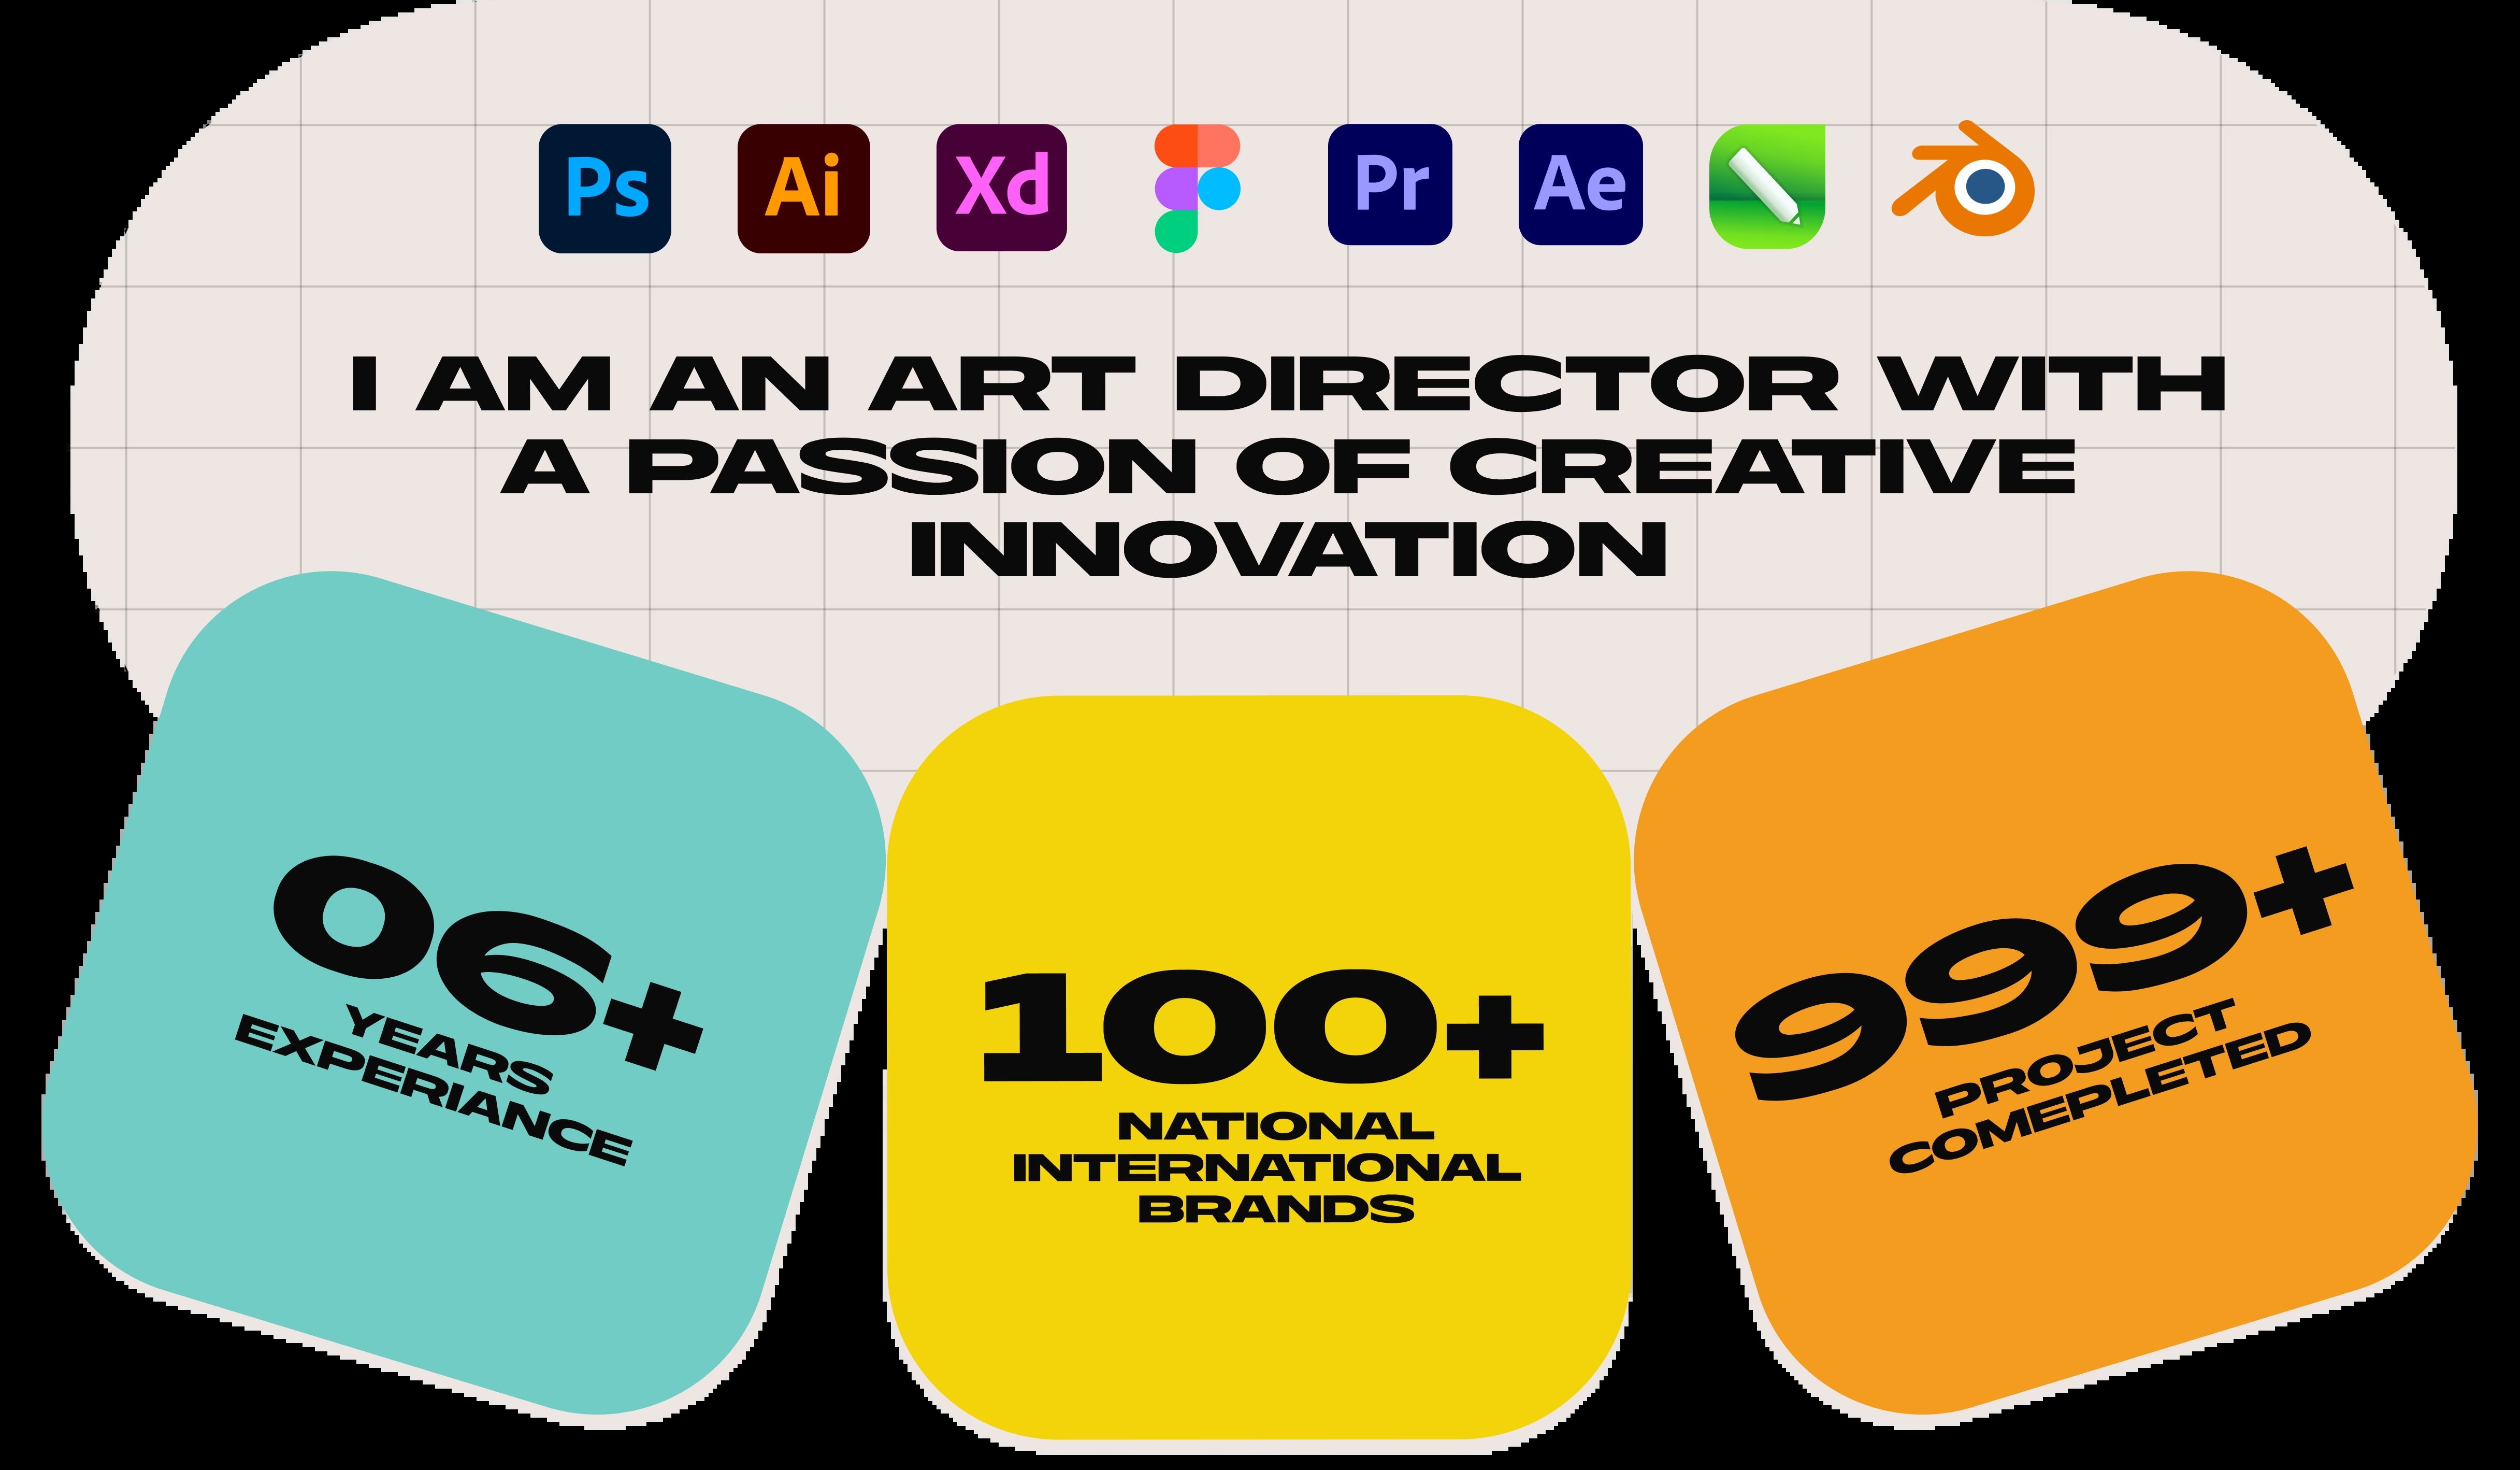 Ps Ai Xd Pr Ae
I AM AN ART DIRECTOR WITH
A PASSION OF CREATIVE
INNOVATION
06+
YEARS
EXPERIANCE
100+
NATIONAL
INTERNATIONAL
BRANDS
999+
PROJECT
COMEPLETED